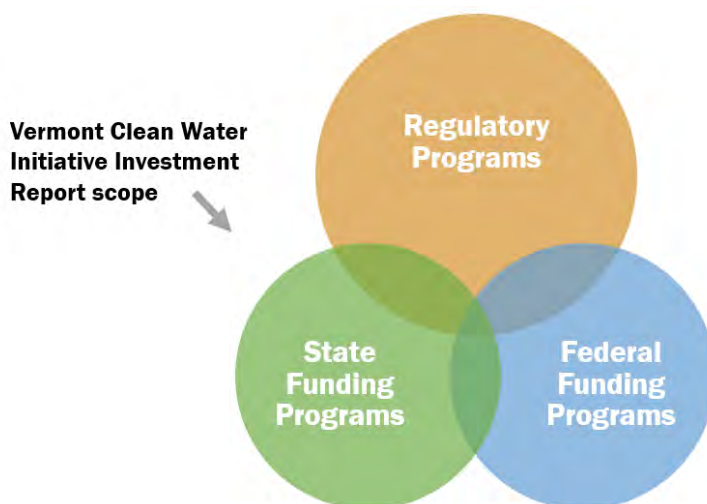 Vermont Clean Water
Initiative Investment
Report scope
Regulatory
Programs
State
Funding
Programs
Federal
Funding
Programs